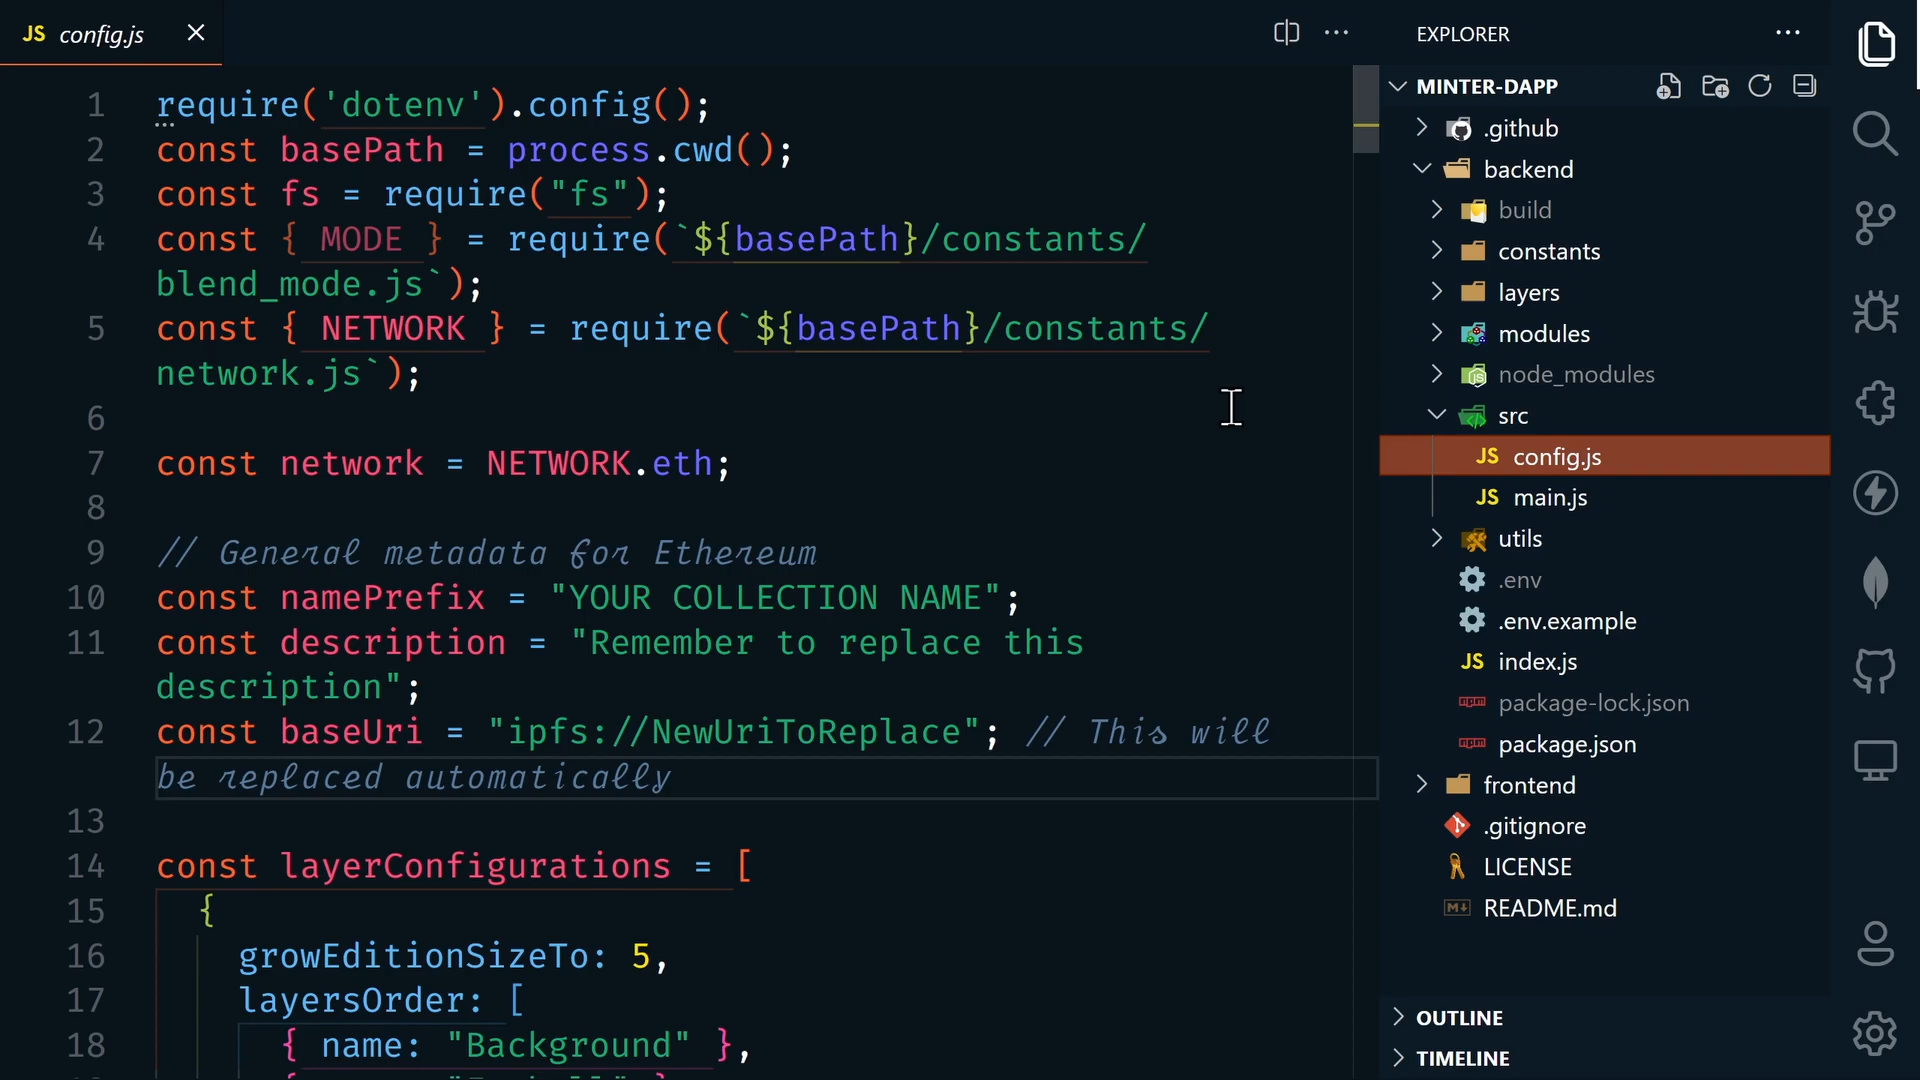 JS config.js
EXPLORER
1 require('dotenv').config();
2 const basePath = process.cwd();
3 const fs = require("fs");
4 const { MODE } = require(`${basePath}/constants/
blend_mode.js`);
5 const { NETWORK } = require(`${basePath}/constants/
network.js`);
6
7 const network = NETWORK.eth;
8
9 // General metadata for Ethereum
10 const namePrefix = "YOUR COLLECTION NAME";
11 const description = "Remember to replace this
description";
12 const baseUri = "ipfs://NewUriToReplace"; // This will
be replaced automatically
13
14 const layerConfigurations = [
15 {
16 growEditionSizeTo: 5,
17 layersOrder: [
18 { name: "Background" },
MINTER-DAPP
.github
backend
build
constants
layers
modules
node_modules
src
JS config.js
JS main.js
utils
.env
.env.example
JS index.js
package-lock.json
package.json
frontend
.gitignore
LICENSE
README.md
OUTLINE
TIMELINE